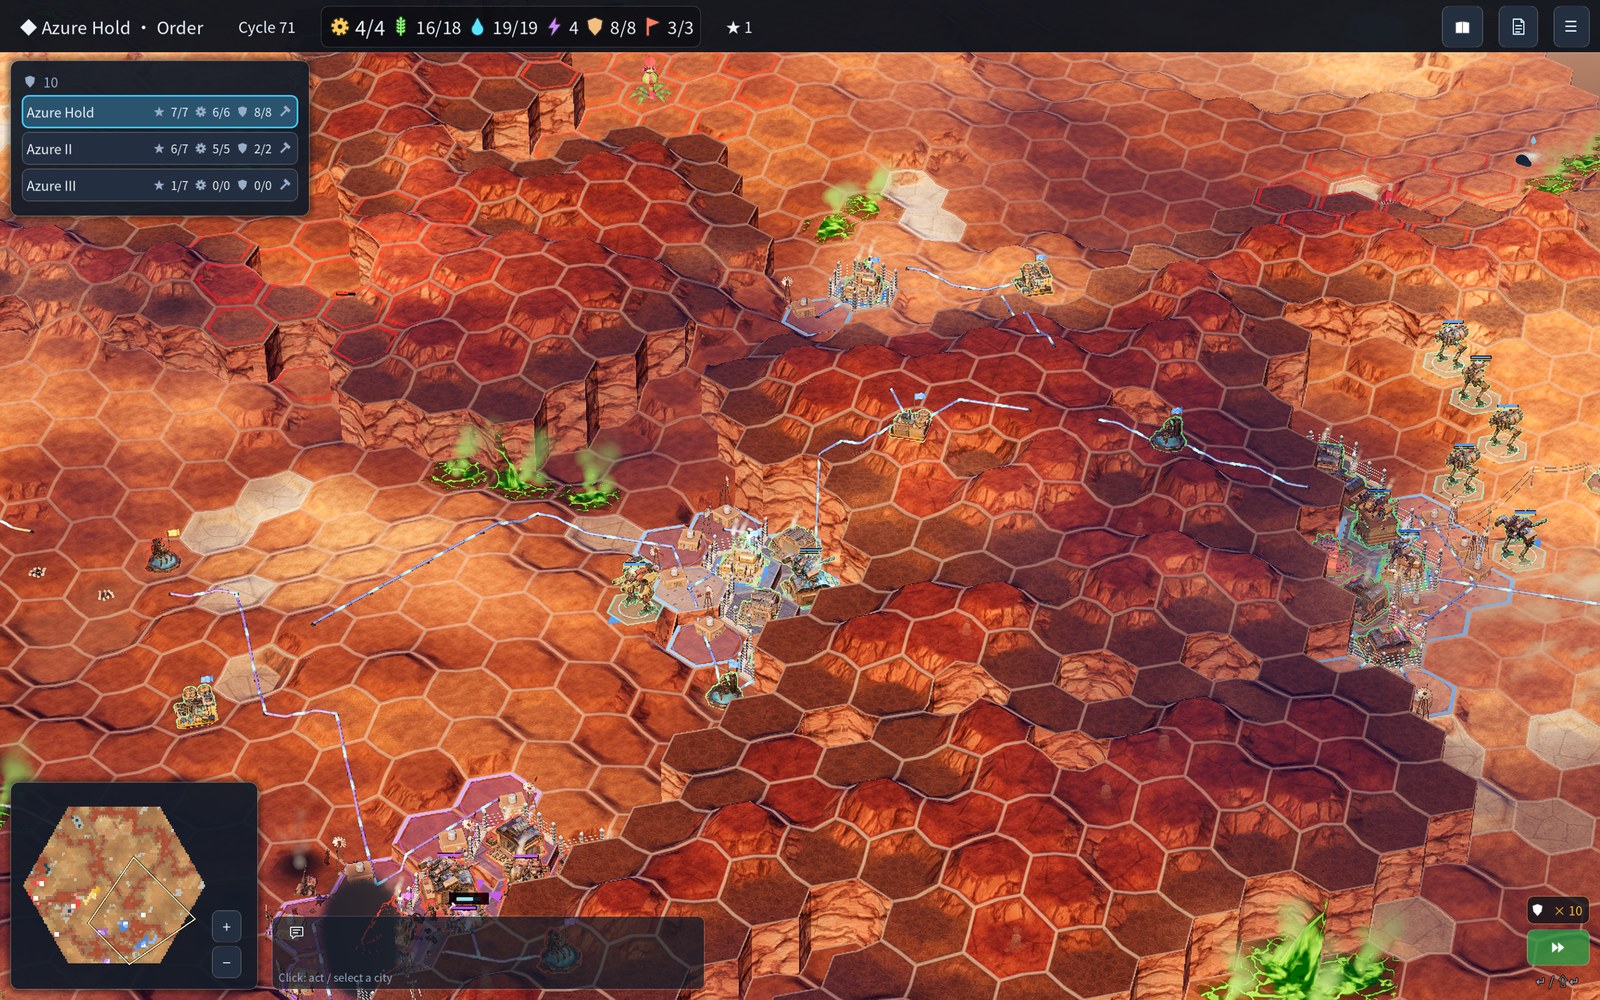 Azure Hold • Order Cycle 71 4/4 16/18 19/19 4 8/8 3/3 ★ 1
10
Azure Hold ★ 7/7 6/6 8/8
Azure II ★ 6/7 5/5 2/2
Azure III ★ 1/7 0/0 0/0
+
−
Click: act / select a city
× 10